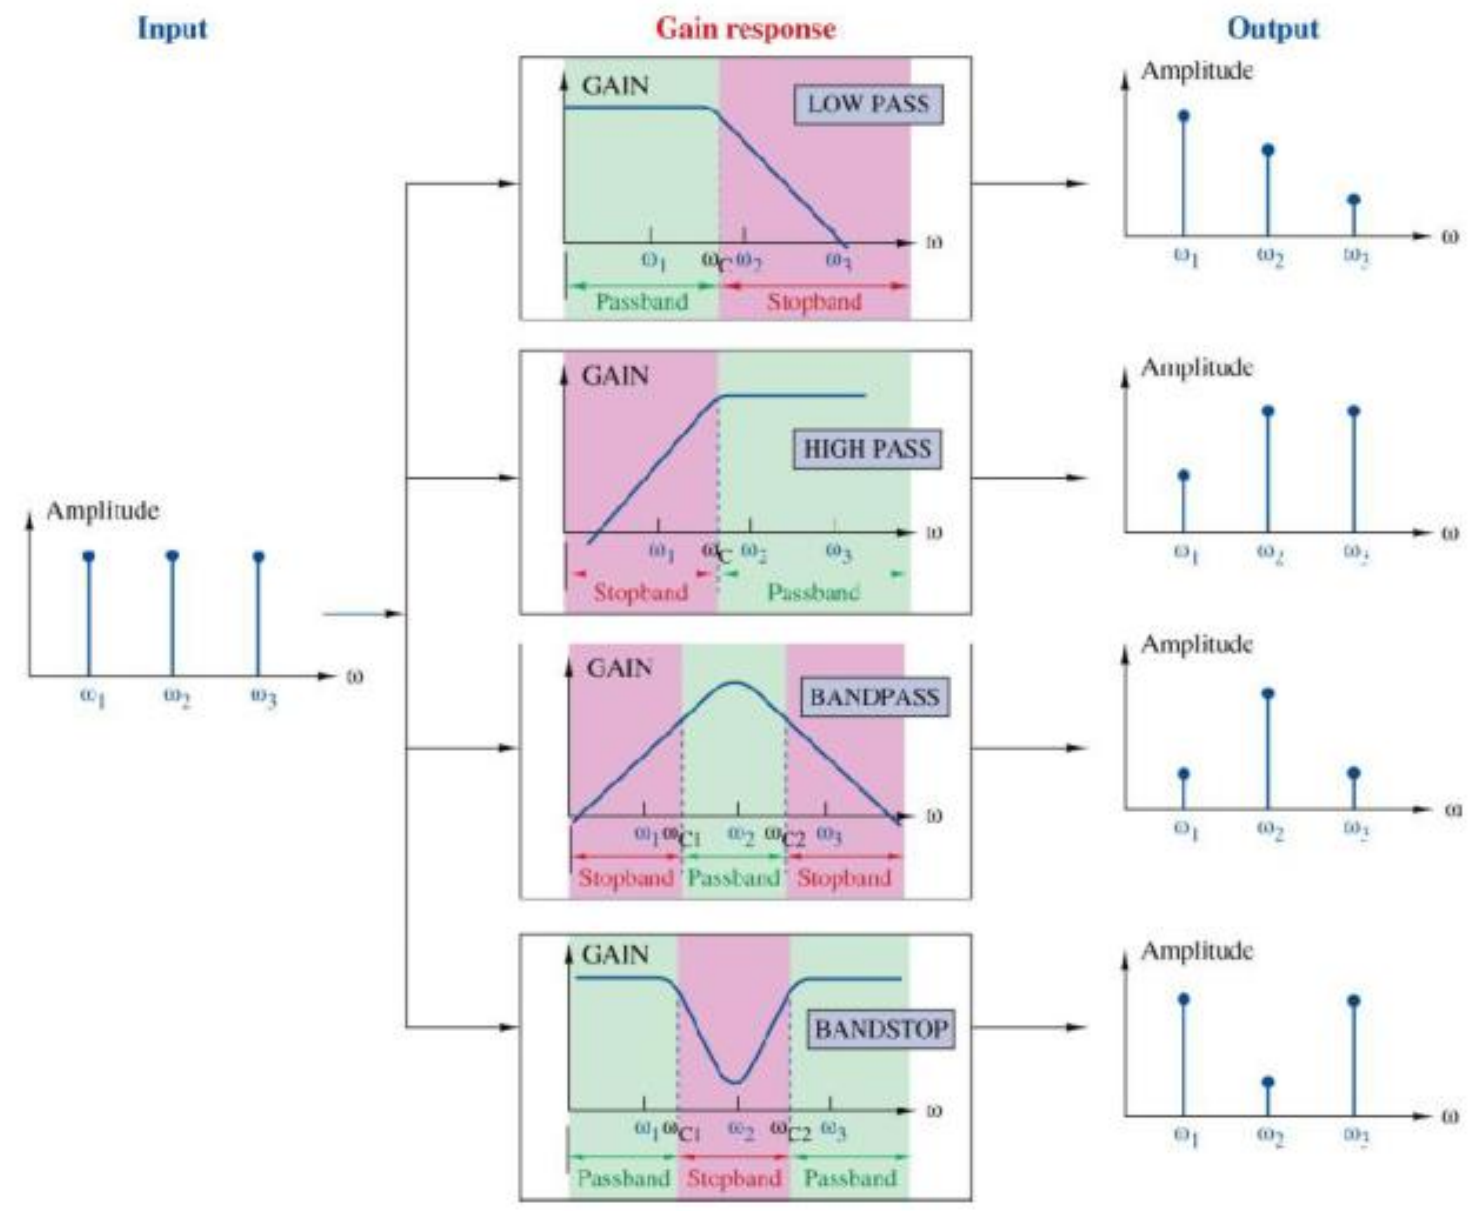 Input
Gain response
Output
GAIN
LOW PASS
ω
ω1 ωC ω2 ω3
Passband Stopband
Amplitude
ω
ω1 ω2 ω3
GAIN
HIGH PASS
ω
ω1 ωC ω2 ω3
Stopband Passband
Amplitude
ω
ω1 ω2 ω3
Amplitude
ω
ω1 ω2 ω3
GAIN
BANDPASS
ω
ω1 ωC1 ω2 ωC2 ω3
Stopband Passband Stopband
Amplitude
ω
ω1 ω2 ω3
GAIN
BANDSTOP
ω
ω1 ωC1 ω2 ωC2 ω3
Passband Stopband Passband
Amplitude
ω
ω1 ω2 ω3